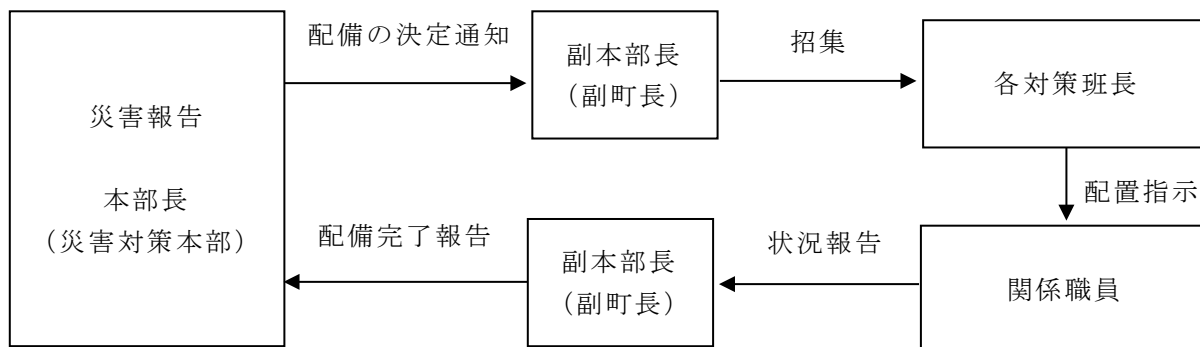 災害報告
本部長
（災害対策本部）
配備の決定通知
副本部長
（副町長）
招集
各対策班長
配置指示
関係職員
状況報告
副本部長
（副町長）
配備完了報告